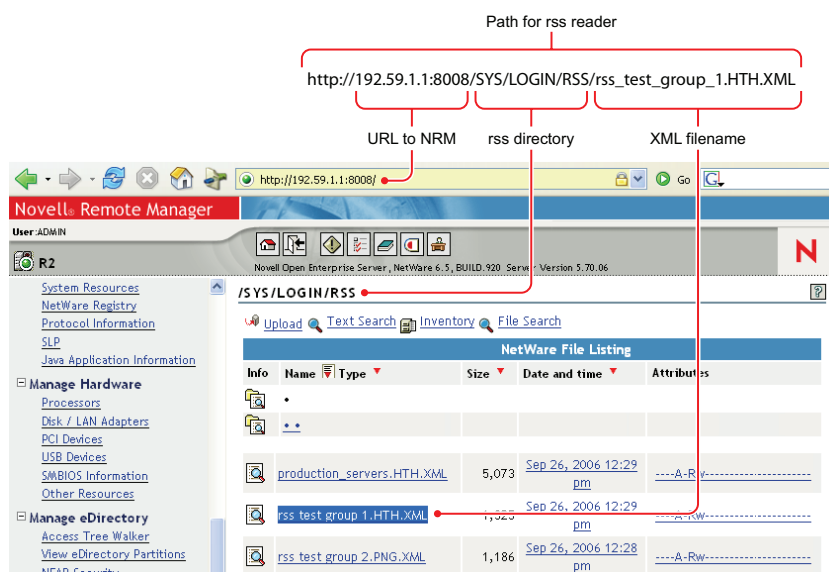 Path for rss reader
http://192.59.1.1:8008/SYS/LOGIN/RSS/rss_test_group_1.HTH.XML
URL to NRM rss directory XML filename
http://192.59.1.1:8008/ Go G
Novell® Remote Manager
User:ADMIN
R2
Novell Open Enterprise Server, NetWare 6.5, BUILD.920 Server Version 5.70.06
N
System Resources
NetWare Registry
Protocol Information
SLP
Java Application Information
Manage Hardware
Processors
Disk / LAN Adapters
PCI Devices
USB Devices
SMBIOS Information
Other Resources
Manage eDirectory
Access Tree Walker
View eDirectory Partitions
/SYS/LOGIN/RSS ?
Upload Text Search Inventory File Search
NetWare File Listing
Info Name Type Size Date and time Attributes
.
..
production_servers.HTH.XML 5,073 Sep 26, 2006 12:29 pm ----A-Rw-----------------------
rss test group 1.HTH.XML Sep 26, 2006 12:29 pm ----A-Rw-----------------------
rss test group 2.PNG.XML 1,186 Sep 26, 2006 12:28 pm ----A-Rw-----------------------